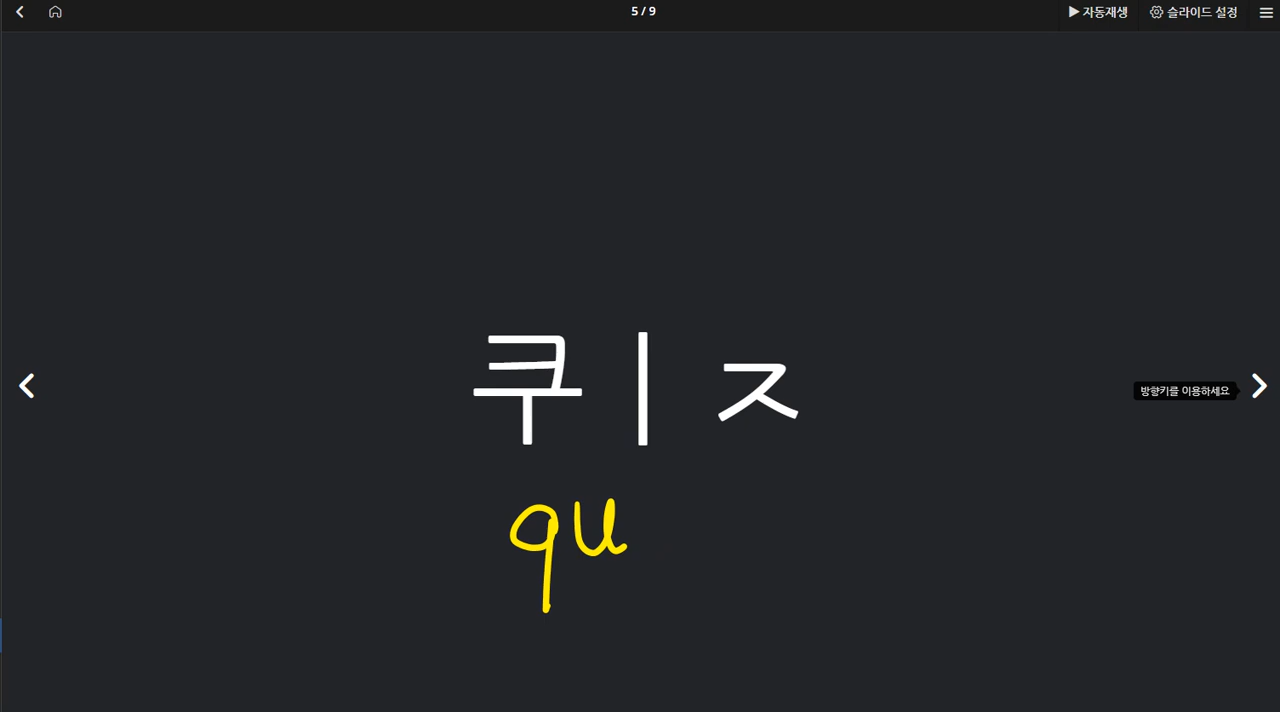 5 / 9
▶ 자동재생
슬라이드 설정
쿠 ㅣ ㅈ
방향키를 이용하세요
qu